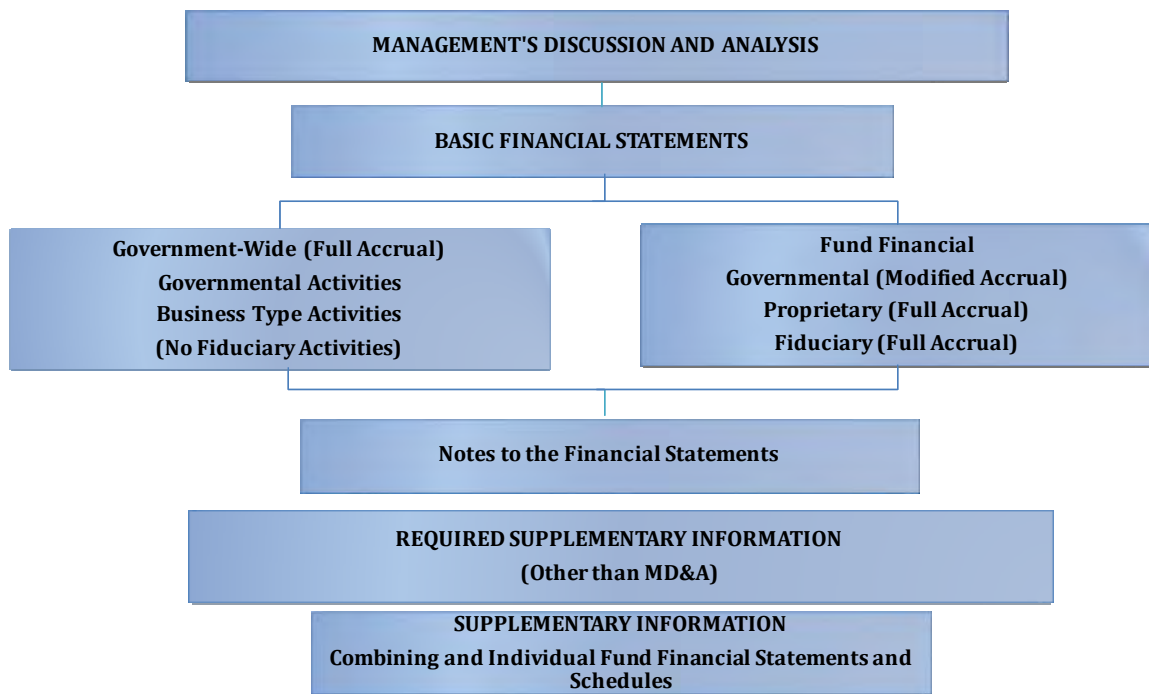 MANAGEMENT'S DISCUSSION AND ANALYSIS
BASIC FINANCIAL STATEMENTS
Government-Wide (Full Accrual)
Governmental Activities
Business Type Activities
(No Fiduciary Activities)
Fund Financial
Governmental (Modified Accrual)
Proprietary (Full Accrual)
Fiduciary (Full Accrual)
Notes to the Financial Statements
REQUIRED SUPPLEMENTARY INFORMATION
(Other than MD&A)
SUPPLEMENTARY INFORMATION
Combining and Individual Fund Financial Statements and
Schedules